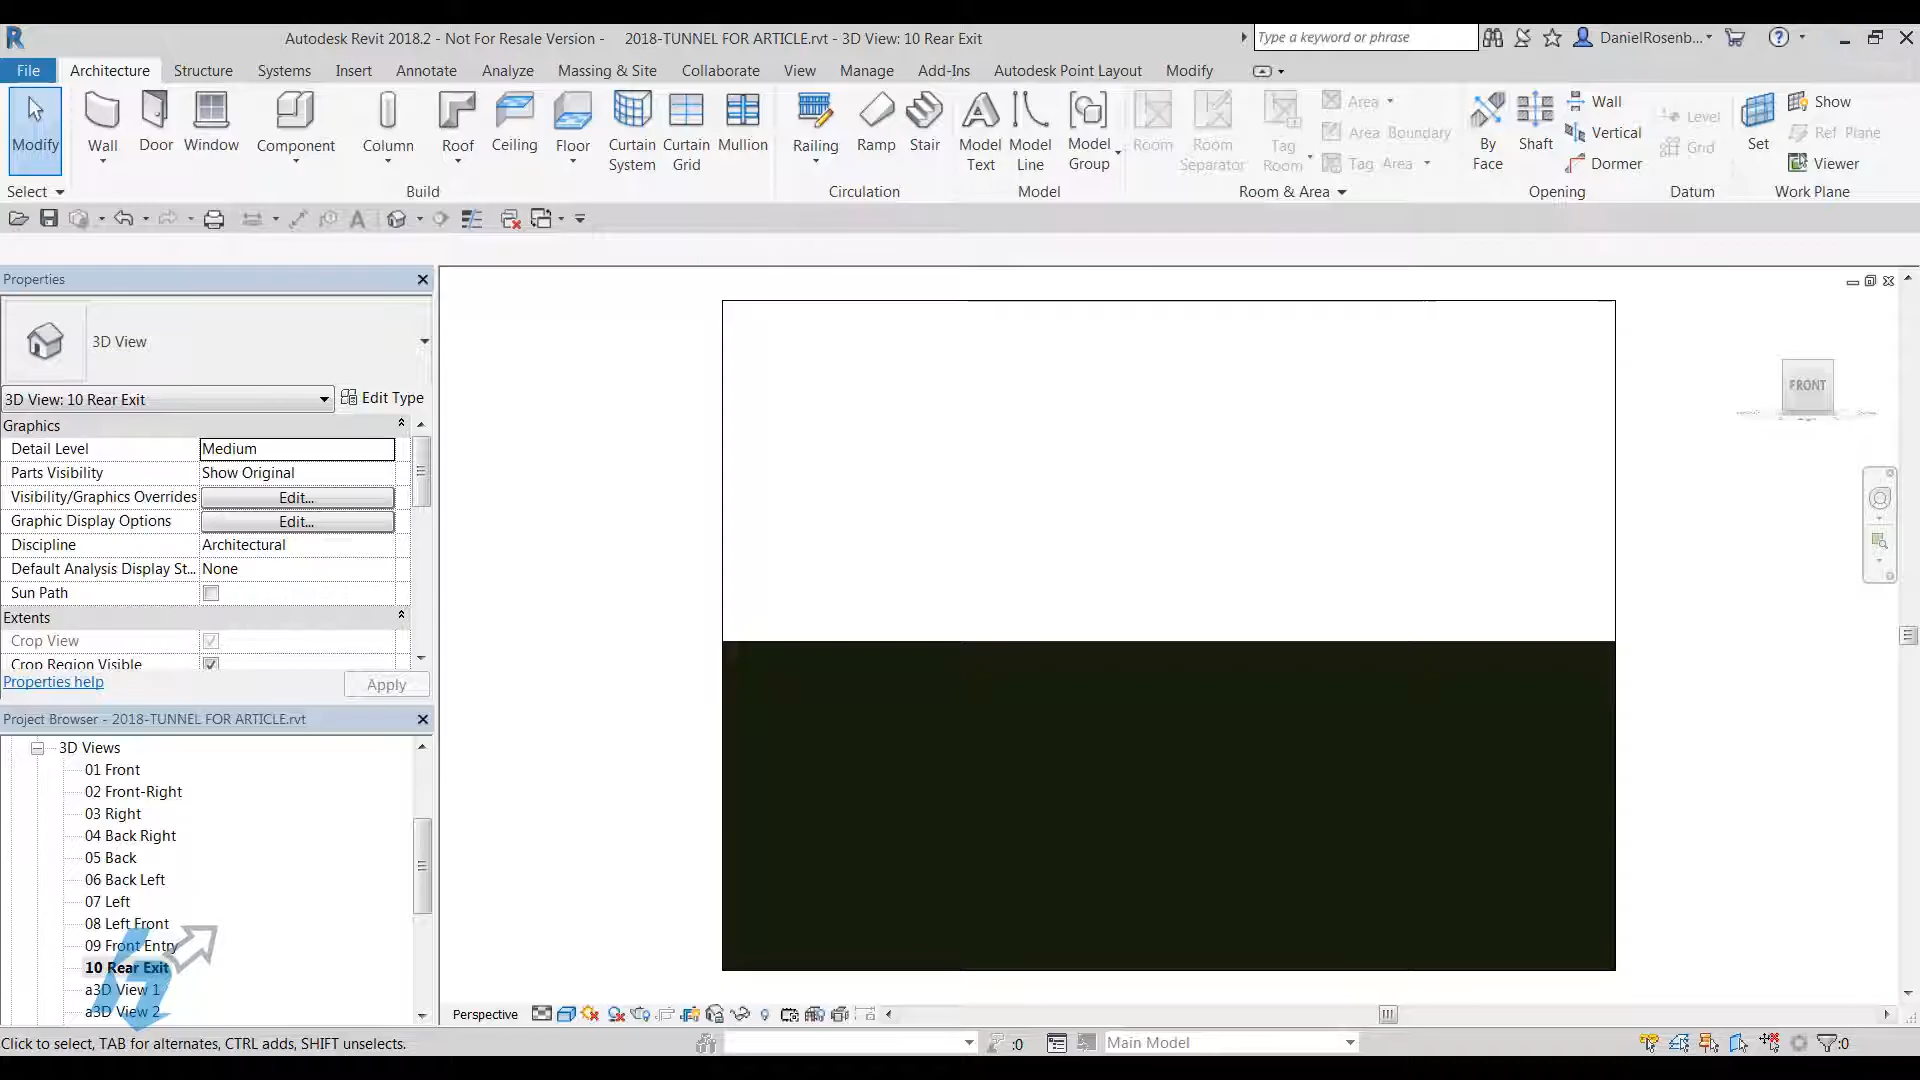 Autodesk Revit 2018.2 - Not For Resale Version - 2018-TUNNEL FOR ARTICLE.rvt - 3D View: 10 Rear Exit
Type a keyword or phrase
DanielRosenb...
File Architecture Structure Systems Insert Annotate Analyze Massing & Site Collaborate View Manage Add-Ins Autodesk Point Layout Modify
Modify
Wall
Door
Window
Component
Column
Roof
Ceiling
Floor
Curtain System
Curtain Grid
Mullion
Railing
Ramp
Stair
Model Text
Model Line
Model Group
Room
Room Separator
Tag Room
Area
Area Boundary
Tag Area
By Face
Shaft
Wall
Vertical
Dormer
Level
Grid
Set
Show
Ref Plane
Viewer
Select Build Circulation Model Room & Area Opening Datum Work Plane
Properties
3D View
3D View: 10 Rear Exit Edit Type
Graphics
Detail Level Medium
Parts Visibility Show Original
Visibility/Graphics Overrides Edit...
Graphic Display Options Edit...
Discipline Architectural
Default Analysis Display St... None
Sun Path
Extents
Crop View
Crop Region Visible
Properties help Apply
Project Browser - 2018-TUNNEL FOR ARTICLE.rvt
3D Views
01 Front
02 Front-Right
03 Right
04 Back Right
05 Back
06 Back Left
07 Left
08 Left Front
09 Front Entry
10 Rear Exit
a3D View 1
a3D View 2
FRONT
Perspective
Click to select, TAB for alternates, CTRL adds, SHIFT unselects.
:0
Main Model
:0